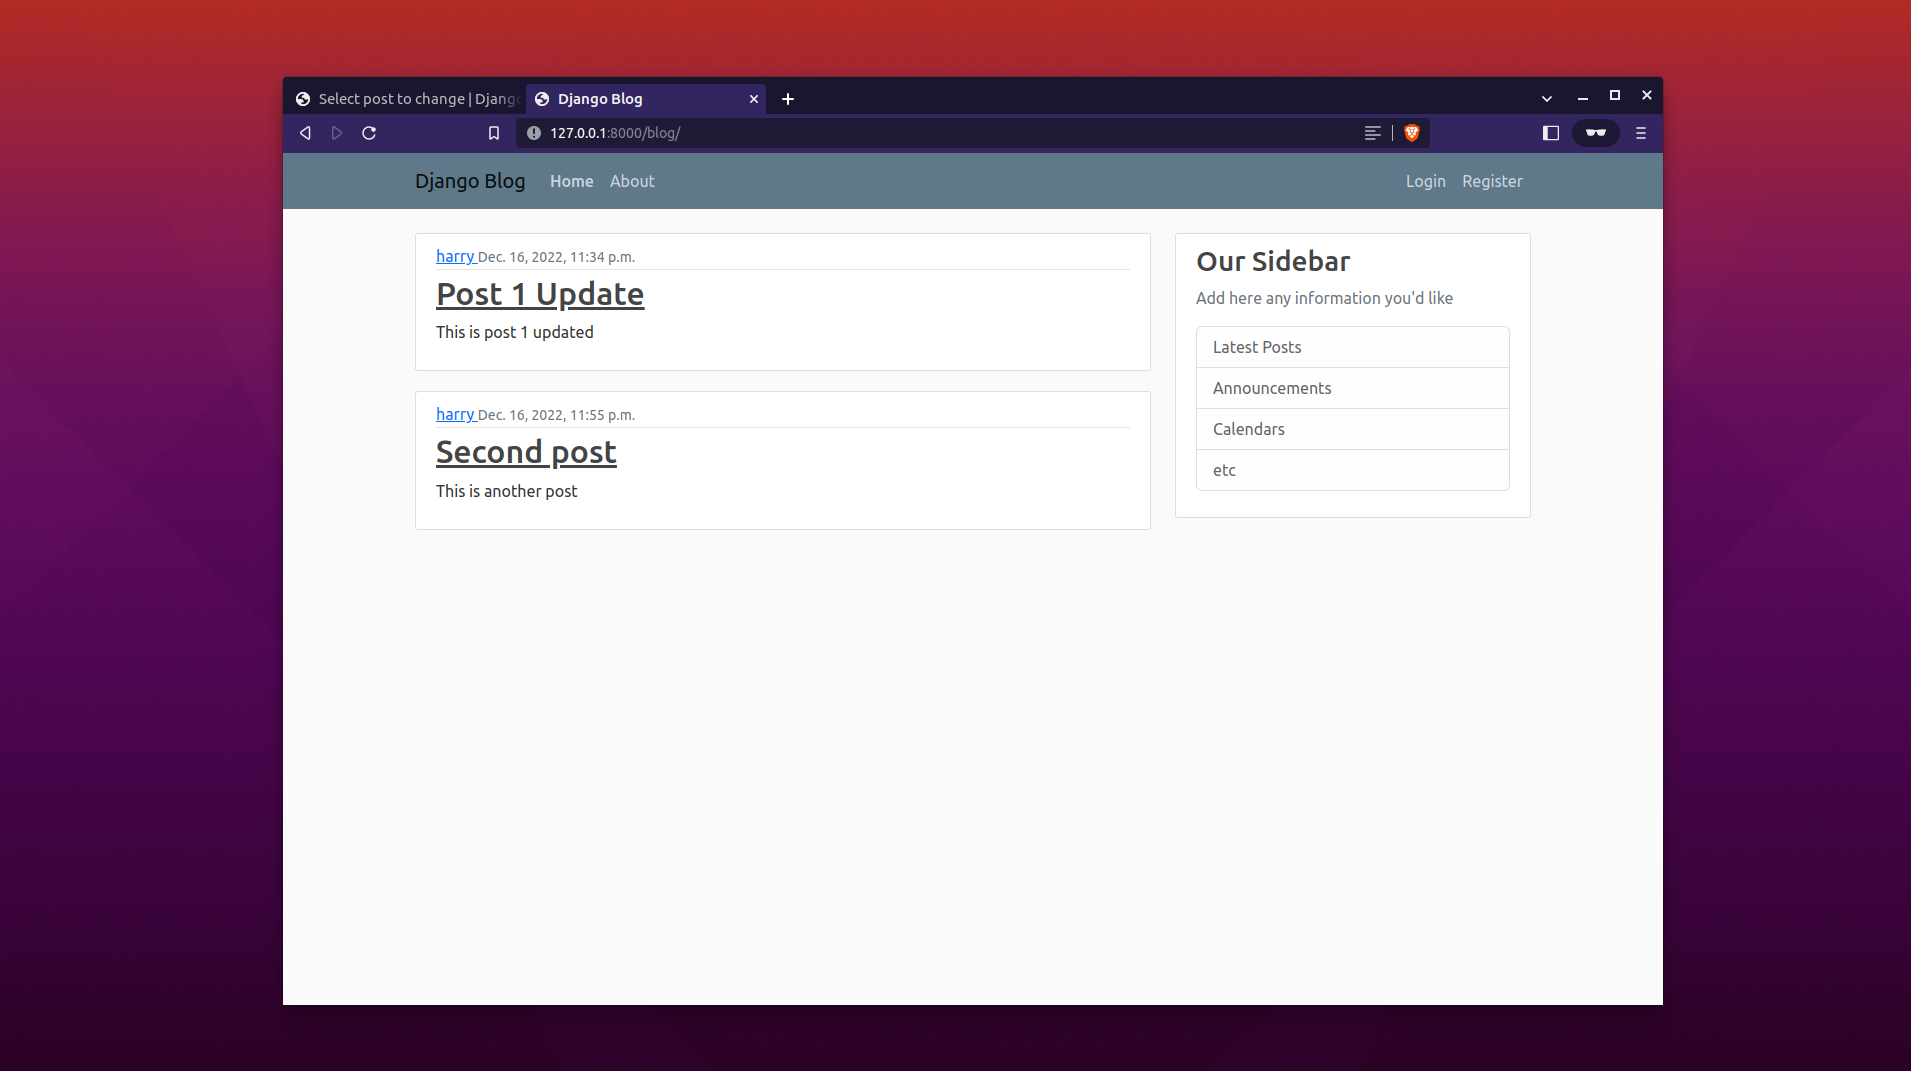 Select post to change | Djang
Django Blog
127.0.0.1:8000/blog/
Django Blog Home About Login Register
harry Dec. 16, 2022, 11:34 p.m.
Post 1 Update
This is post 1 updated
harry Dec. 16, 2022, 11:55 p.m.
Second post
This is another post
Our Sidebar
Add here any information you'd like
Latest Posts
Announcements
Calendars
etc